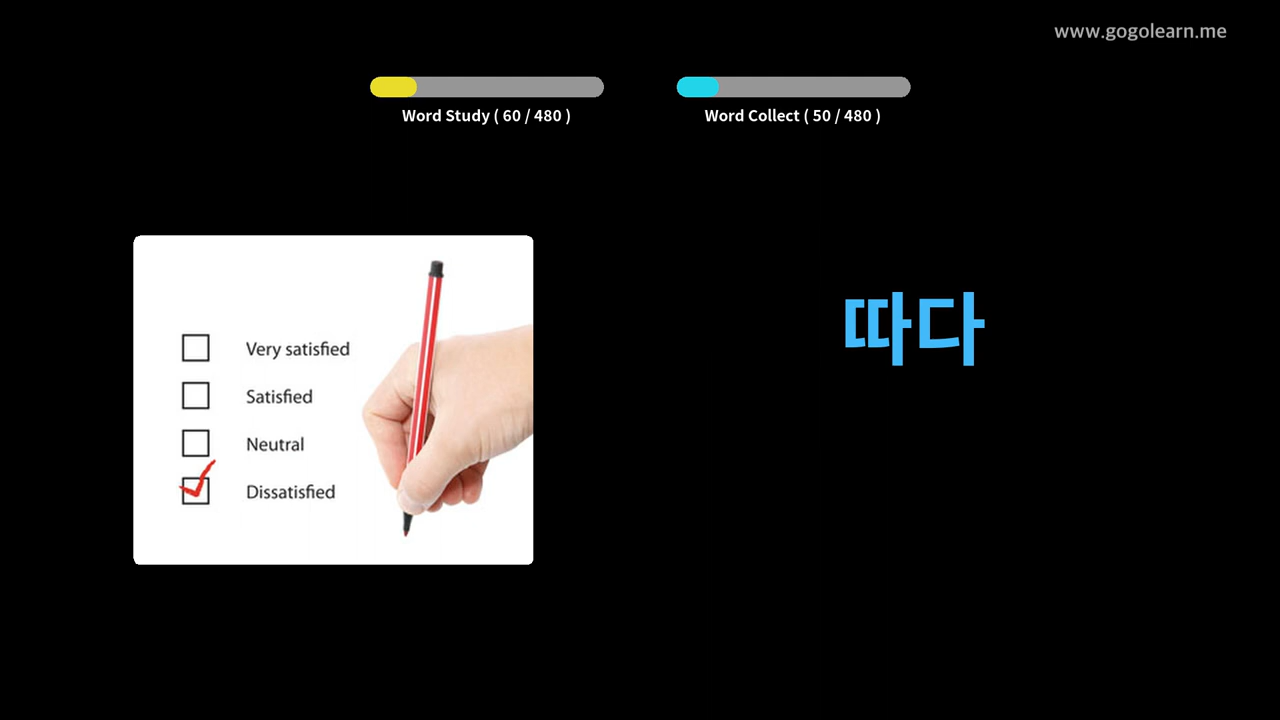 www.gogolearn.me
Word Study ( 60 / 480 )
Word Collect ( 50 / 480 )
Very satisfied
Satisfied
Neutral
Dissatisfied
따다